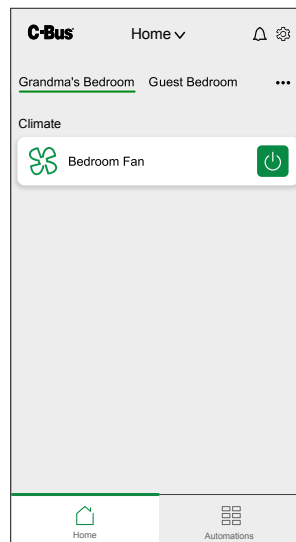 C-Bus Home
Grandma's Bedroom Guest Bedroom •••
Climate
Bedroom Fan
Home Automations